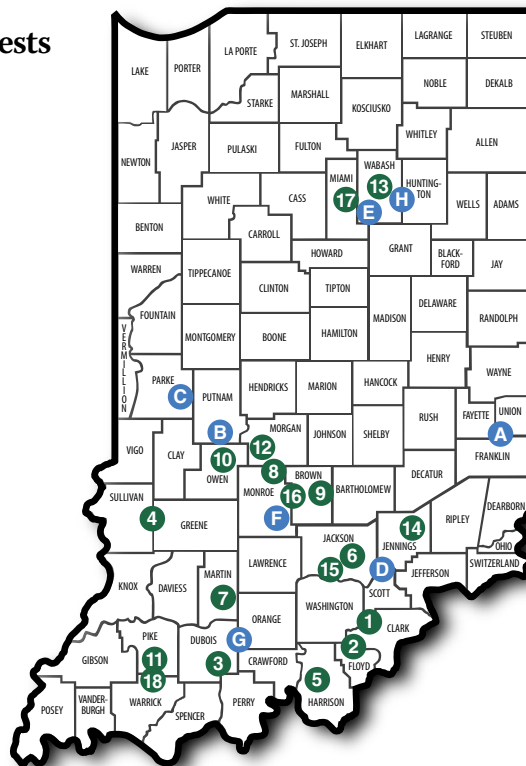 ests
ST. JOSEPH
LAGRANGE
STEUBEN
ELKHART
LA PORTE
LAKE
PORTER
NOBLE
DEKALB
MARSHALL
STARKE
KOSCIUSKO
WHITLEY
ALLEN
JASPER
PULASKI
FULTON
NEWTON
WABASH
MIAMI
13
HUNTING-
TON
17
H
E
WHITE
CASS
WELLS
ADAMS
BENTON
CARROLL
HOWARD
GRANT
BLACK-
FORD
JAY
WARREN
TIPPECANOE
CLINTON
TIPTON
DELAWARE
RANDOLPH
FOUNTAIN
MADISON
VERMILLION
MONTGOMERY
BOONE
HAMILTON
HENRY
WAYNE
PARKE
C
PUTNAM
HENDRICKS
MARION
HANCOCK
RUSH
FAYETTE
UNION
A
FRANKLIN
B
MORGAN
JOHNSON
SHELBY
VIGO
CLAY
10
OWEN
12
8
DECATUR
SULLIVAN
MONROE
BROWN
16
9
BARTHOLOMEW
4
GREENE
F
DEARBORN
RIPLEY
14
JENNINGS
OHIO
JACKSON
6
15
D
SWITZERLAND
JEFFERSON
LAWRENCE
KNOX
DAVIESS
MARTIN
7
SCOTT
WASHINGTON
ORANGE
1
CLARK
PIKE
DUBOIS
G
2
FLOYD
GIBSON
11
3
CRAWFORD
18
5
HARRISON
POSEY
VANDER-
BURGH
WARRICK
SPENCER
PERRY